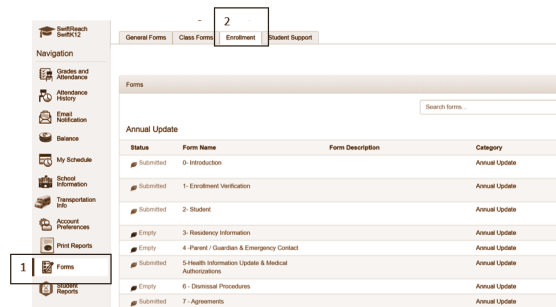 2
SwiftReach
SwiftK12
General Forms
Class Forms
Enrollment
Student Support
Navigation
Grades and
Attendance
Attendance
History
Email
Notification
Balance
My Schedule
School
Information
Transportation
Info
Account
Preferences
Print Reports
1
Forms
Student
Reports
Forms
Search forms...
Annual Update
Status Form Name Form Description Category
Submitted 0- Introduction Annual Update
Submitted 1- Enrollment Verification Annual Update
Submitted 2- Student Annual Update
Empty 3- Residency Information Annual Update
Empty 4 -Parent / Guardian & Emergency Contact Annual Update
Submitted 5-Health Information Update & Medical Annual Update
Authorizations
Empty 6 - Dismissal Procedures Annual Update
Submitted 7 - Agreements Annual Update